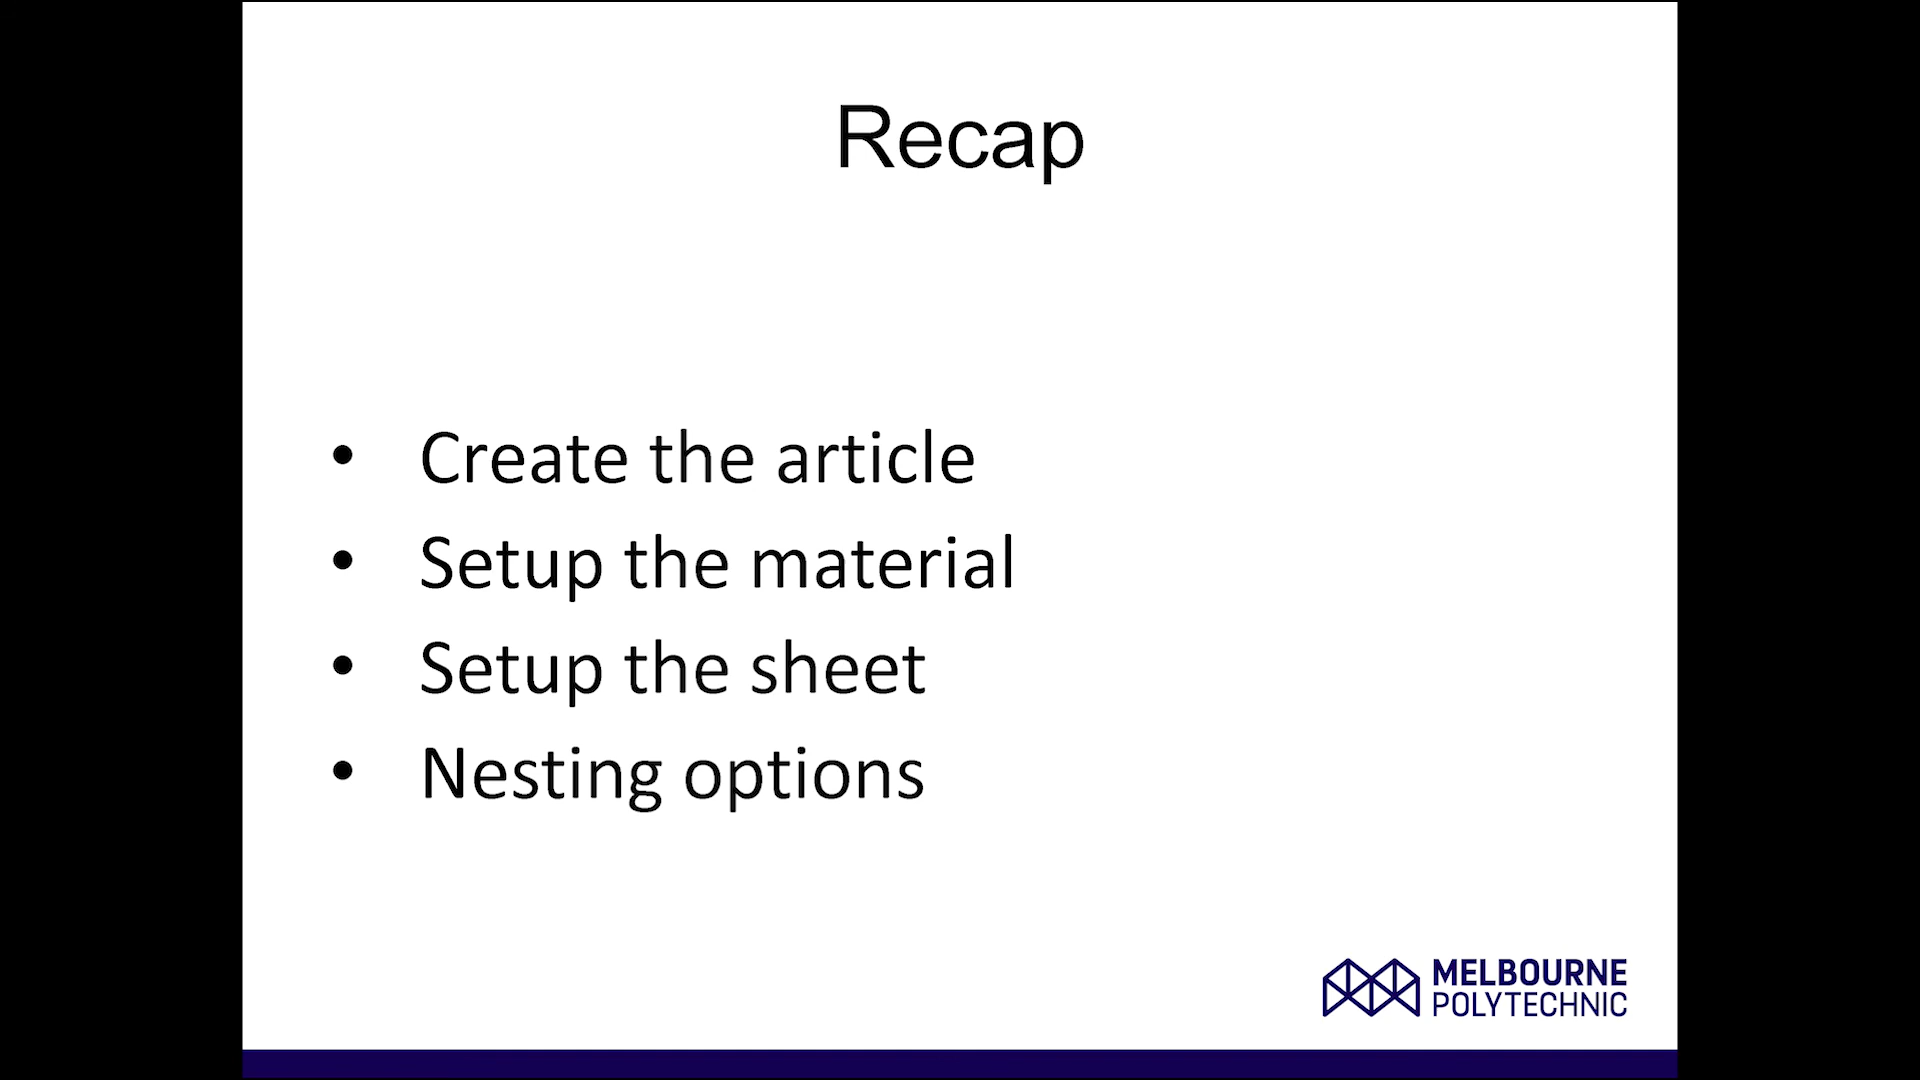 Recap
• Create the article
• Setup the material
• Setup the sheet
• Nesting options
MELBOURNE
POLYTECHNIC